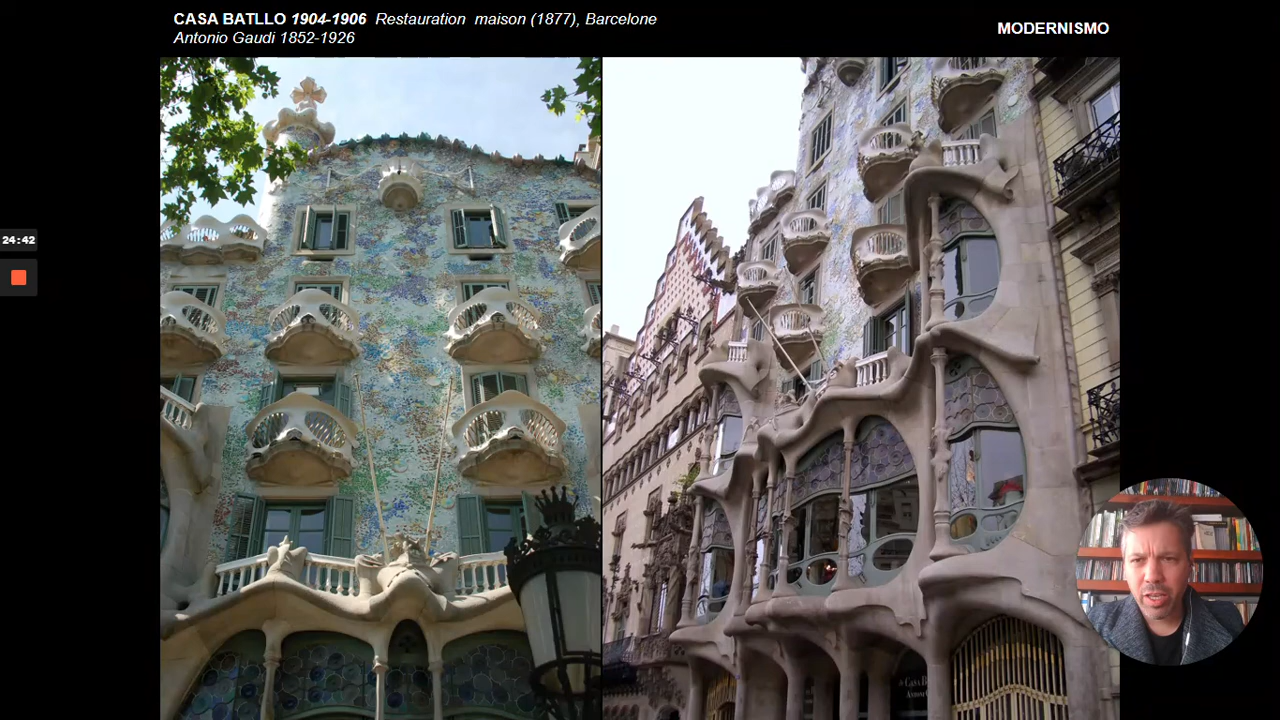 CASA BATLLO 1904-1906 Restauration maison (1877), Barcelone
Antonio Gaudi 1852-1926
MODERNISMO
24:42